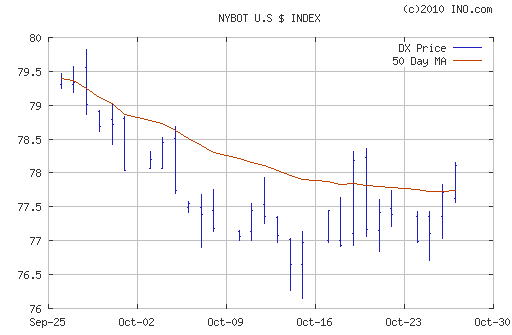 (c)2010 INO.com
NYBOT U.S $ INDEX
DX Price
50 Day MA
80
79.5
79
78.5
78
77.5
77
76.5
76
Sep-25 Oct-02 Oct-09 Oct-16 Oct-23 Oct-30